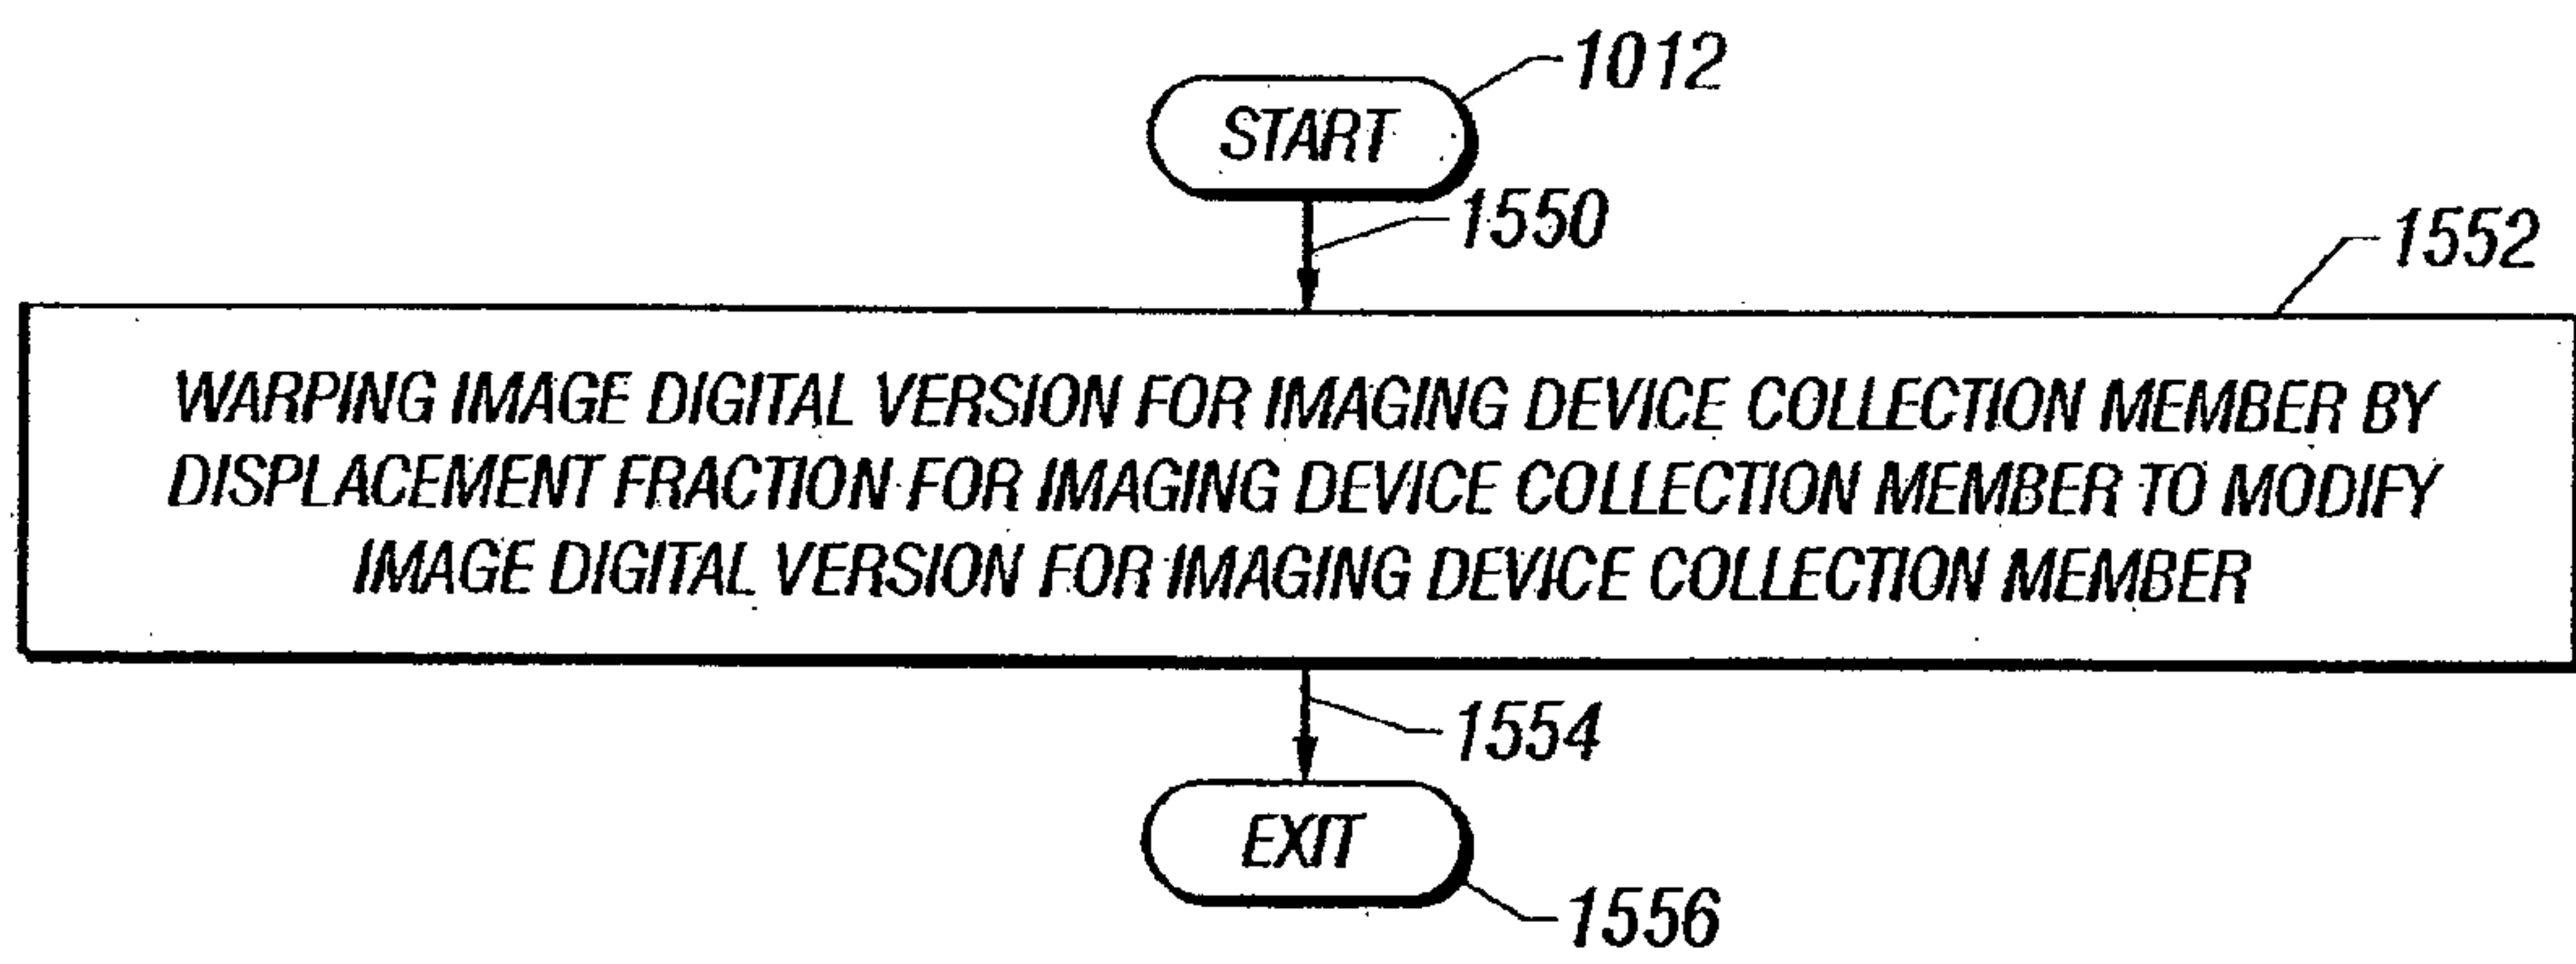 1012
START
1550
1552
WARPING IMAGE DIGITAL VERSION FOR IMAGING DEVICE COLLECTION MEMBER BY
DISPLACEMENT FRACTION FOR IMAGING DEVICE COLLECTION MEMBER TO MODIFY
IMAGE DIGITAL VERSION FOR IMAGING DEVICE COLLECTION MEMBER
1554
EXIT
1556